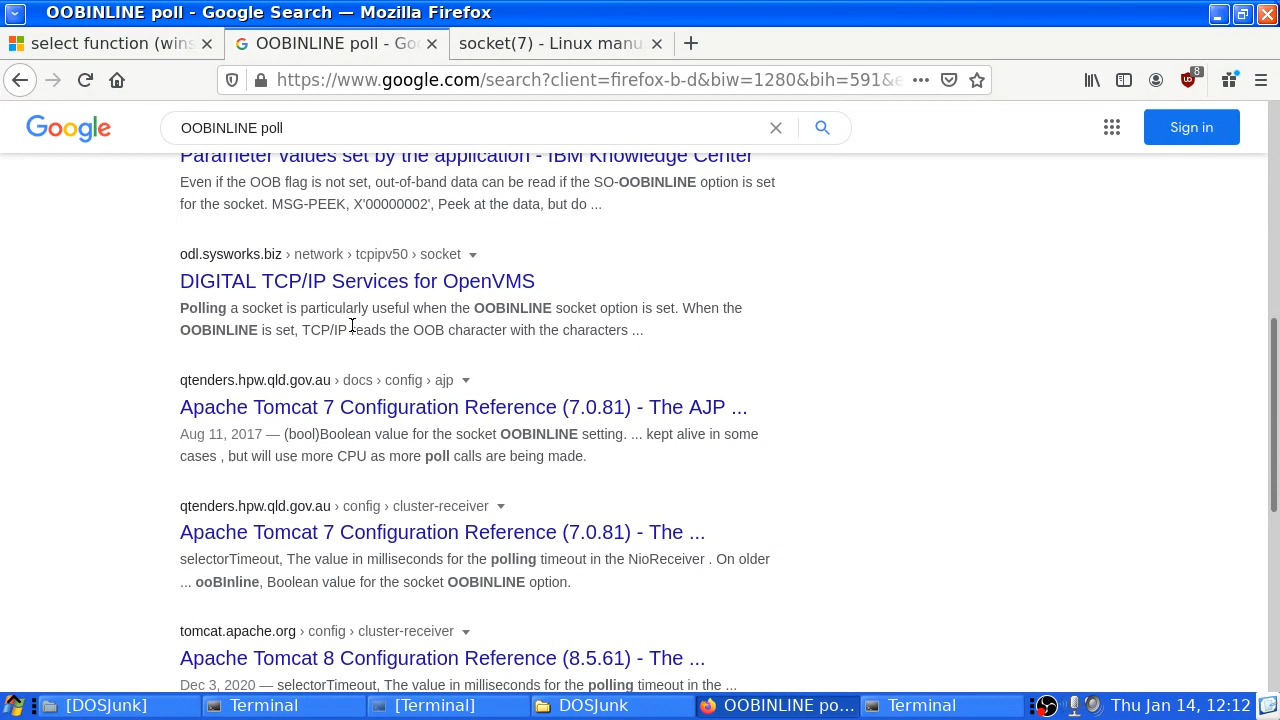 OOBINLINE poll - Google Search — Mozilla Firefox
select function (wins
OOBINLINE poll - Go
socket(7) - Linux manu
https://www.google.com/search?client=firefox-b-d&biw=1280&bih=591&e
8
Google
OOBINLINE poll
Sign in
Parameter values set by the application - IBM Knowledge Center
Even if the OOB flag is not set, out-of-band data can be read if the SO-OOBINLINE option is set
for the socket. MSG-PEEK, X'00000002', Peek at the data, but do ...
odl.sysworks.biz › network › tcpipv50 › socket
DIGITAL TCP/IP Services for OpenVMS
Polling a socket is particularly useful when the OOBINLINE socket option is set. When the
OOBINLINE is set, TCP/IP reads the OOB character with the characters ...
qtenders.hpw.qld.gov.au › docs › config › ajp
Apache Tomcat 7 Configuration Reference (7.0.81) - The AJP ...
Aug 11, 2017 — (bool)Boolean value for the socket OOBINLINE setting. ... kept alive in some
cases , but will use more CPU as more poll calls are being made.
qtenders.hpw.qld.gov.au › config › cluster-receiver
Apache Tomcat 7 Configuration Reference (7.0.81) - The ...
selectorTimeout, The value in milliseconds for the polling timeout in the NioReceiver . On older
... ooBInline, Boolean value for the socket OOBINLINE option.
tomcat.apache.org › config › cluster-receiver
Apache Tomcat 8 Configuration Reference (8.5.61) - The ...
Dec 3, 2020 — selectorTimeout, The value in milliseconds for the polling timeout in the ...
[DOSJunk]
Terminal
[Terminal]
DOSJunk
OOBINLINE po...
Terminal
Thu Jan 14, 12:12